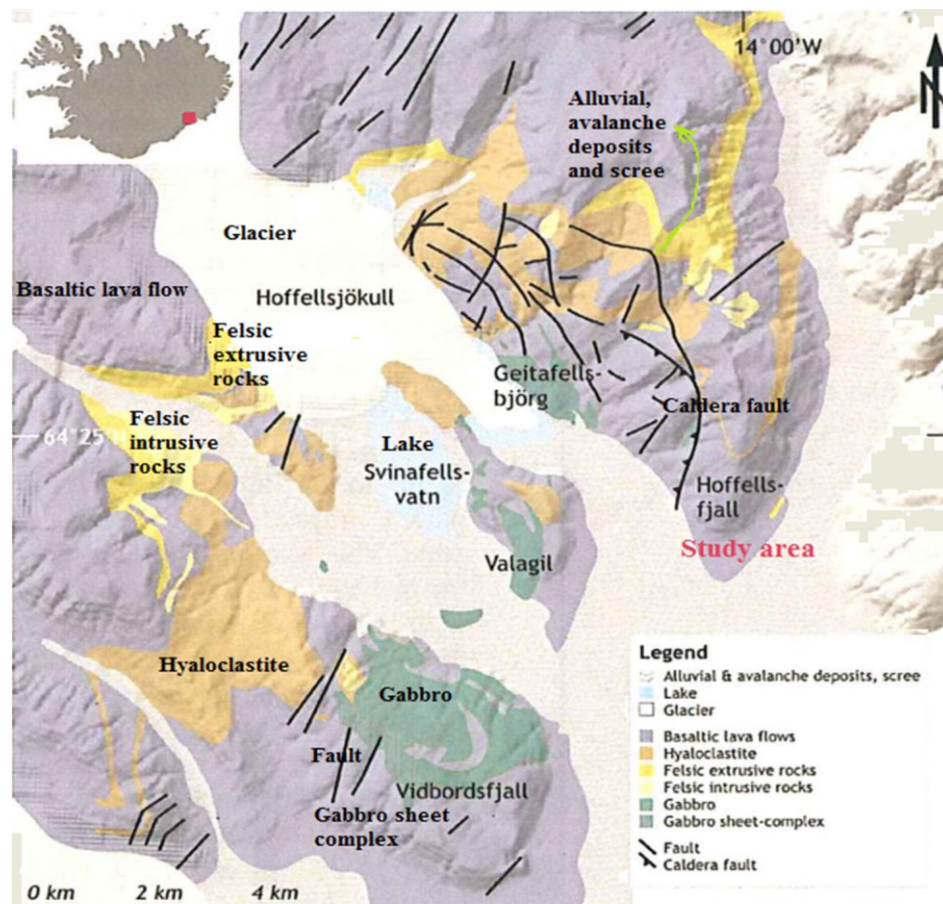 14°00'W
N
Alluvial,
avalanche
deposits
and scree
Glacier
Basaltic lava flow
Hoffellsjökull
Felsic
extrusive
rocks
Geitafells-
björg
Caldera fault
Felsic
intrusive
rocks
64°25'N
Lake
Svinafells-
vatn
Hoffells-
fjall
Study area
Valagil
Hyaloclastite
Gabbro
Fault
Vidbordsfjall
Gabbro sheet
complex
Legend
Alluvial & avalanche deposits, scree
Lake
Glacier
Basaltic lava flows
Hyaloclastite
Felsic extrusive rocks
Felsic intrusive rocks
Gabbro
Gabbro sheet-complex
Fault
Caldera fault
0 km 2 km 4 km